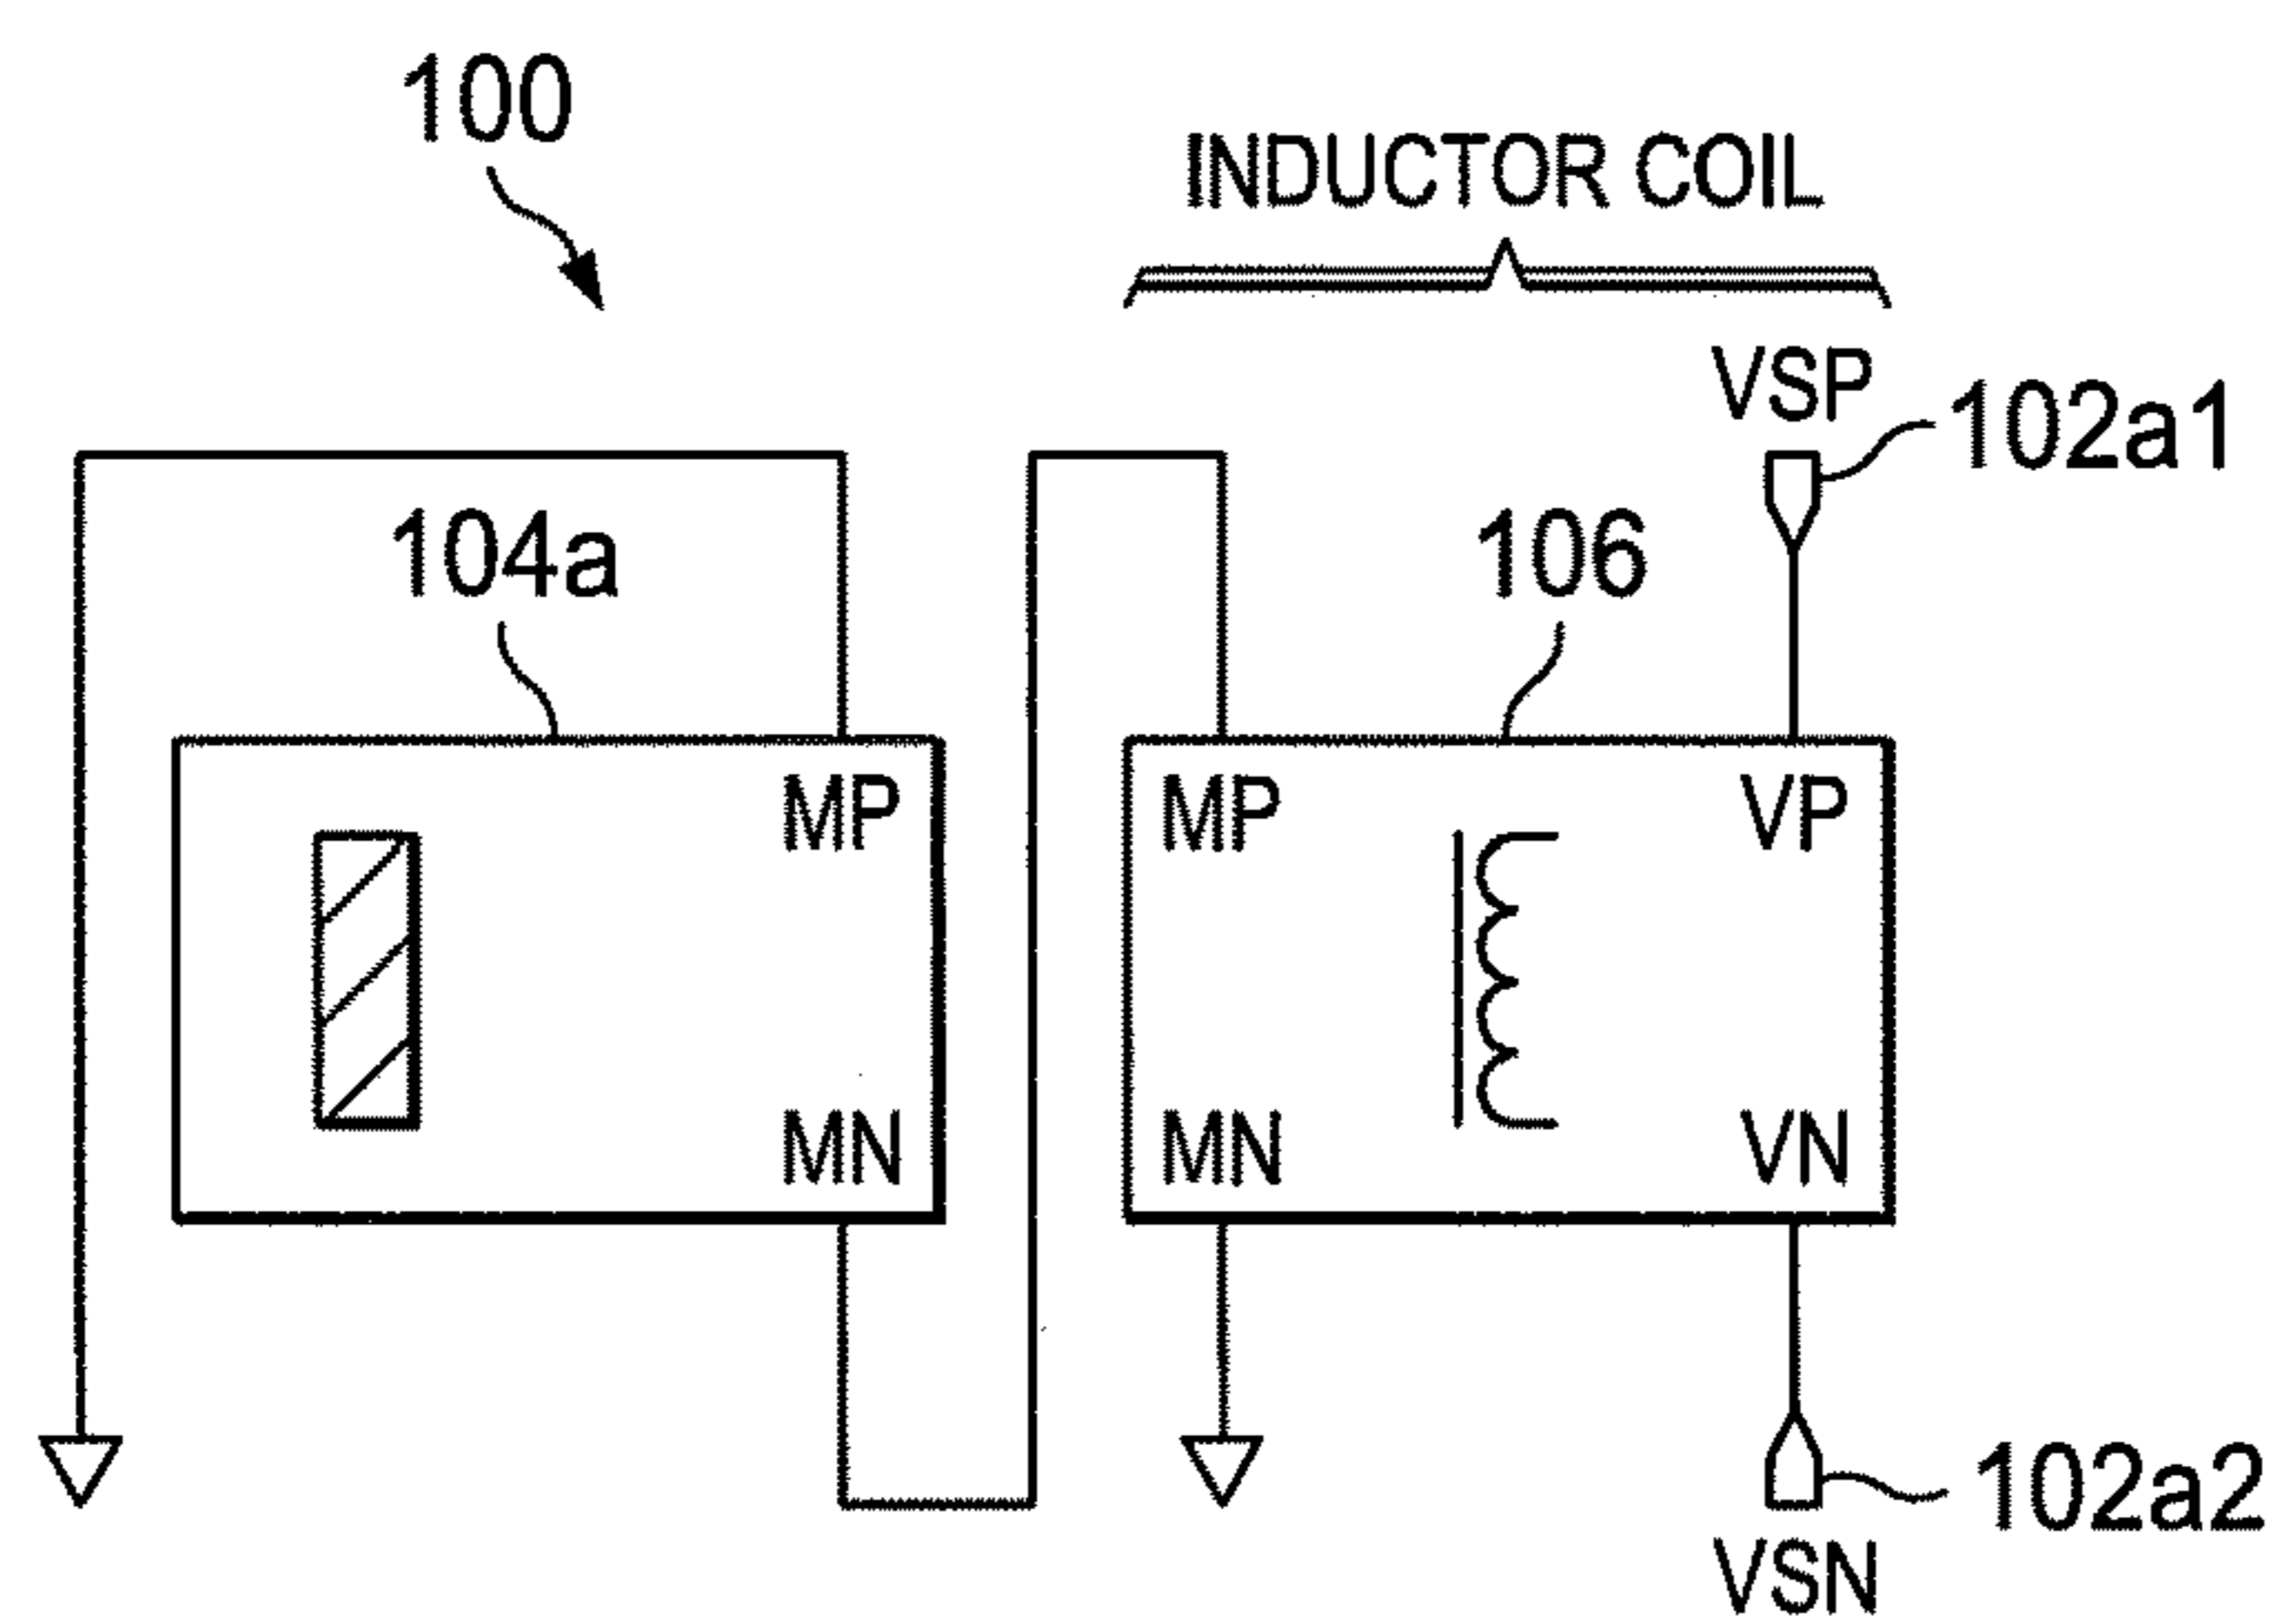 100
INDUCTOR COIL
VSP
102a1
104a
106
MP
MP
VP
MN
MN
VN
102a2
VSN